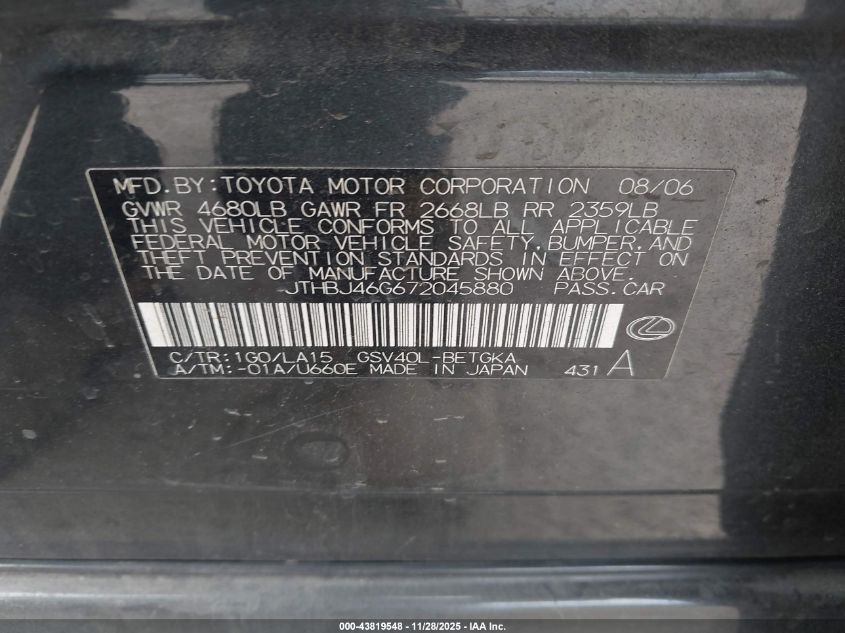 MFD.BY:TOYOTA MOTOR CORPORATION 08/06
GVWR 4680LB GAWR FR 2668LB RR 2359LB
THIS VEHICLE CONFORMS TO ALL APPLICABLE
FEDERAL MOTOR VEHICLE SAFETY,BUMPER,AND
THEFT PREVENTION STANDARDS IN EFFECT ON
THE DATE OF MANUFACTURE SHOWN ABOVE.
JTHBJ46G672045880 PASS.CAR
C/TR:1G0/LA15 GSV40L-BETGKA
A/TM:-01A/U660E MADE IN JAPAN 431 A
000-43819548 - 11/28/2025 - IAA Inc.